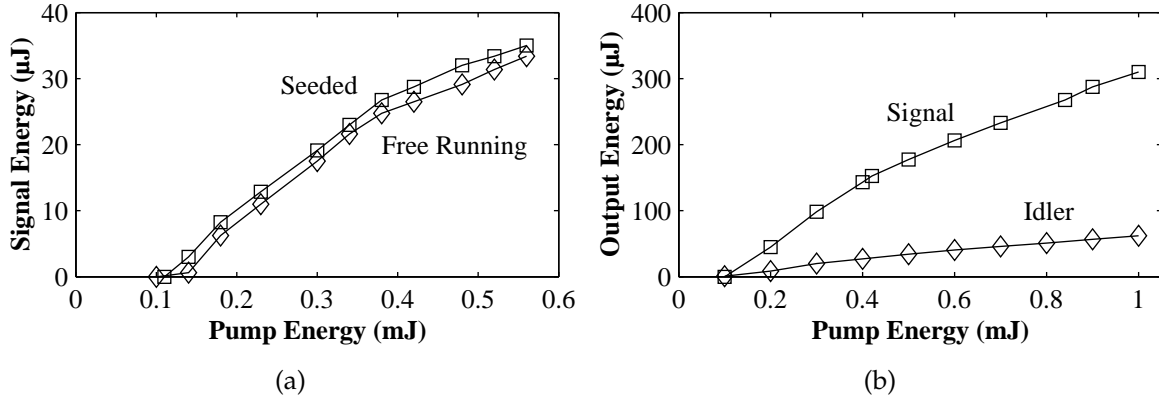 40
30
20
10
0
Signal Energy (μJ)
Seeded
Free Running
0 0.1 0.2 0.3 0.4 0.5 0.6
Pump Energy (mJ)
(a)
400
300
200
100
0
Output Energy (μJ)
Signal
Idler
0 0.2 0.4 0.6 0.8 1
Pump Energy (mJ)
(b)